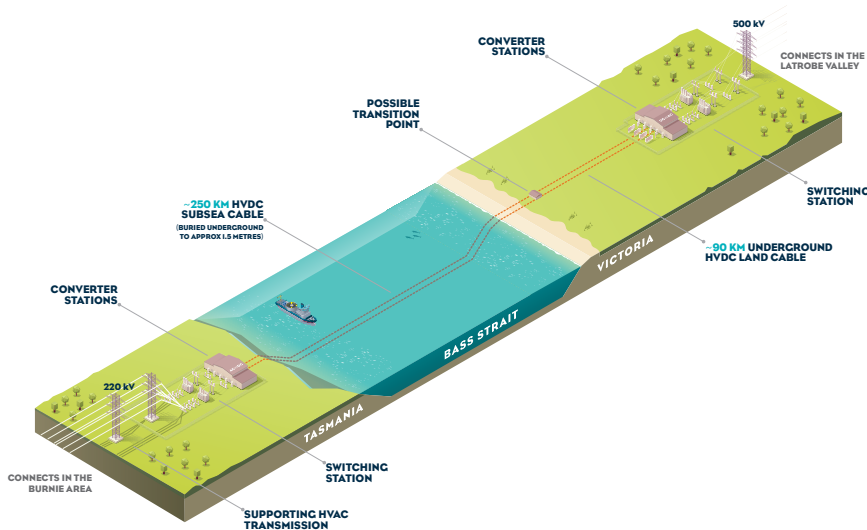 500 kV
CONVERTER
STATIONS
CONNECTS IN THE
LATROBE VALLEY
POSSIBLE
TRANSITION
POINT
SWITCHING
STATION
~250 KM HVDC
SUBSEA CABLE
(BURIED UNDERGROUND
TO APPROX 1.5 METRES)
~90 KM UNDERGROUND
HVDC LAND CABLE
VICTORIA
CONVERTER
STATIONS
BASS STRAIT
220 kV
TASMANIA
SWITCHING
STATION
CONNECTS IN THE
BURNIE AREA
SUPPORTING HVAC
TRANSMISSION